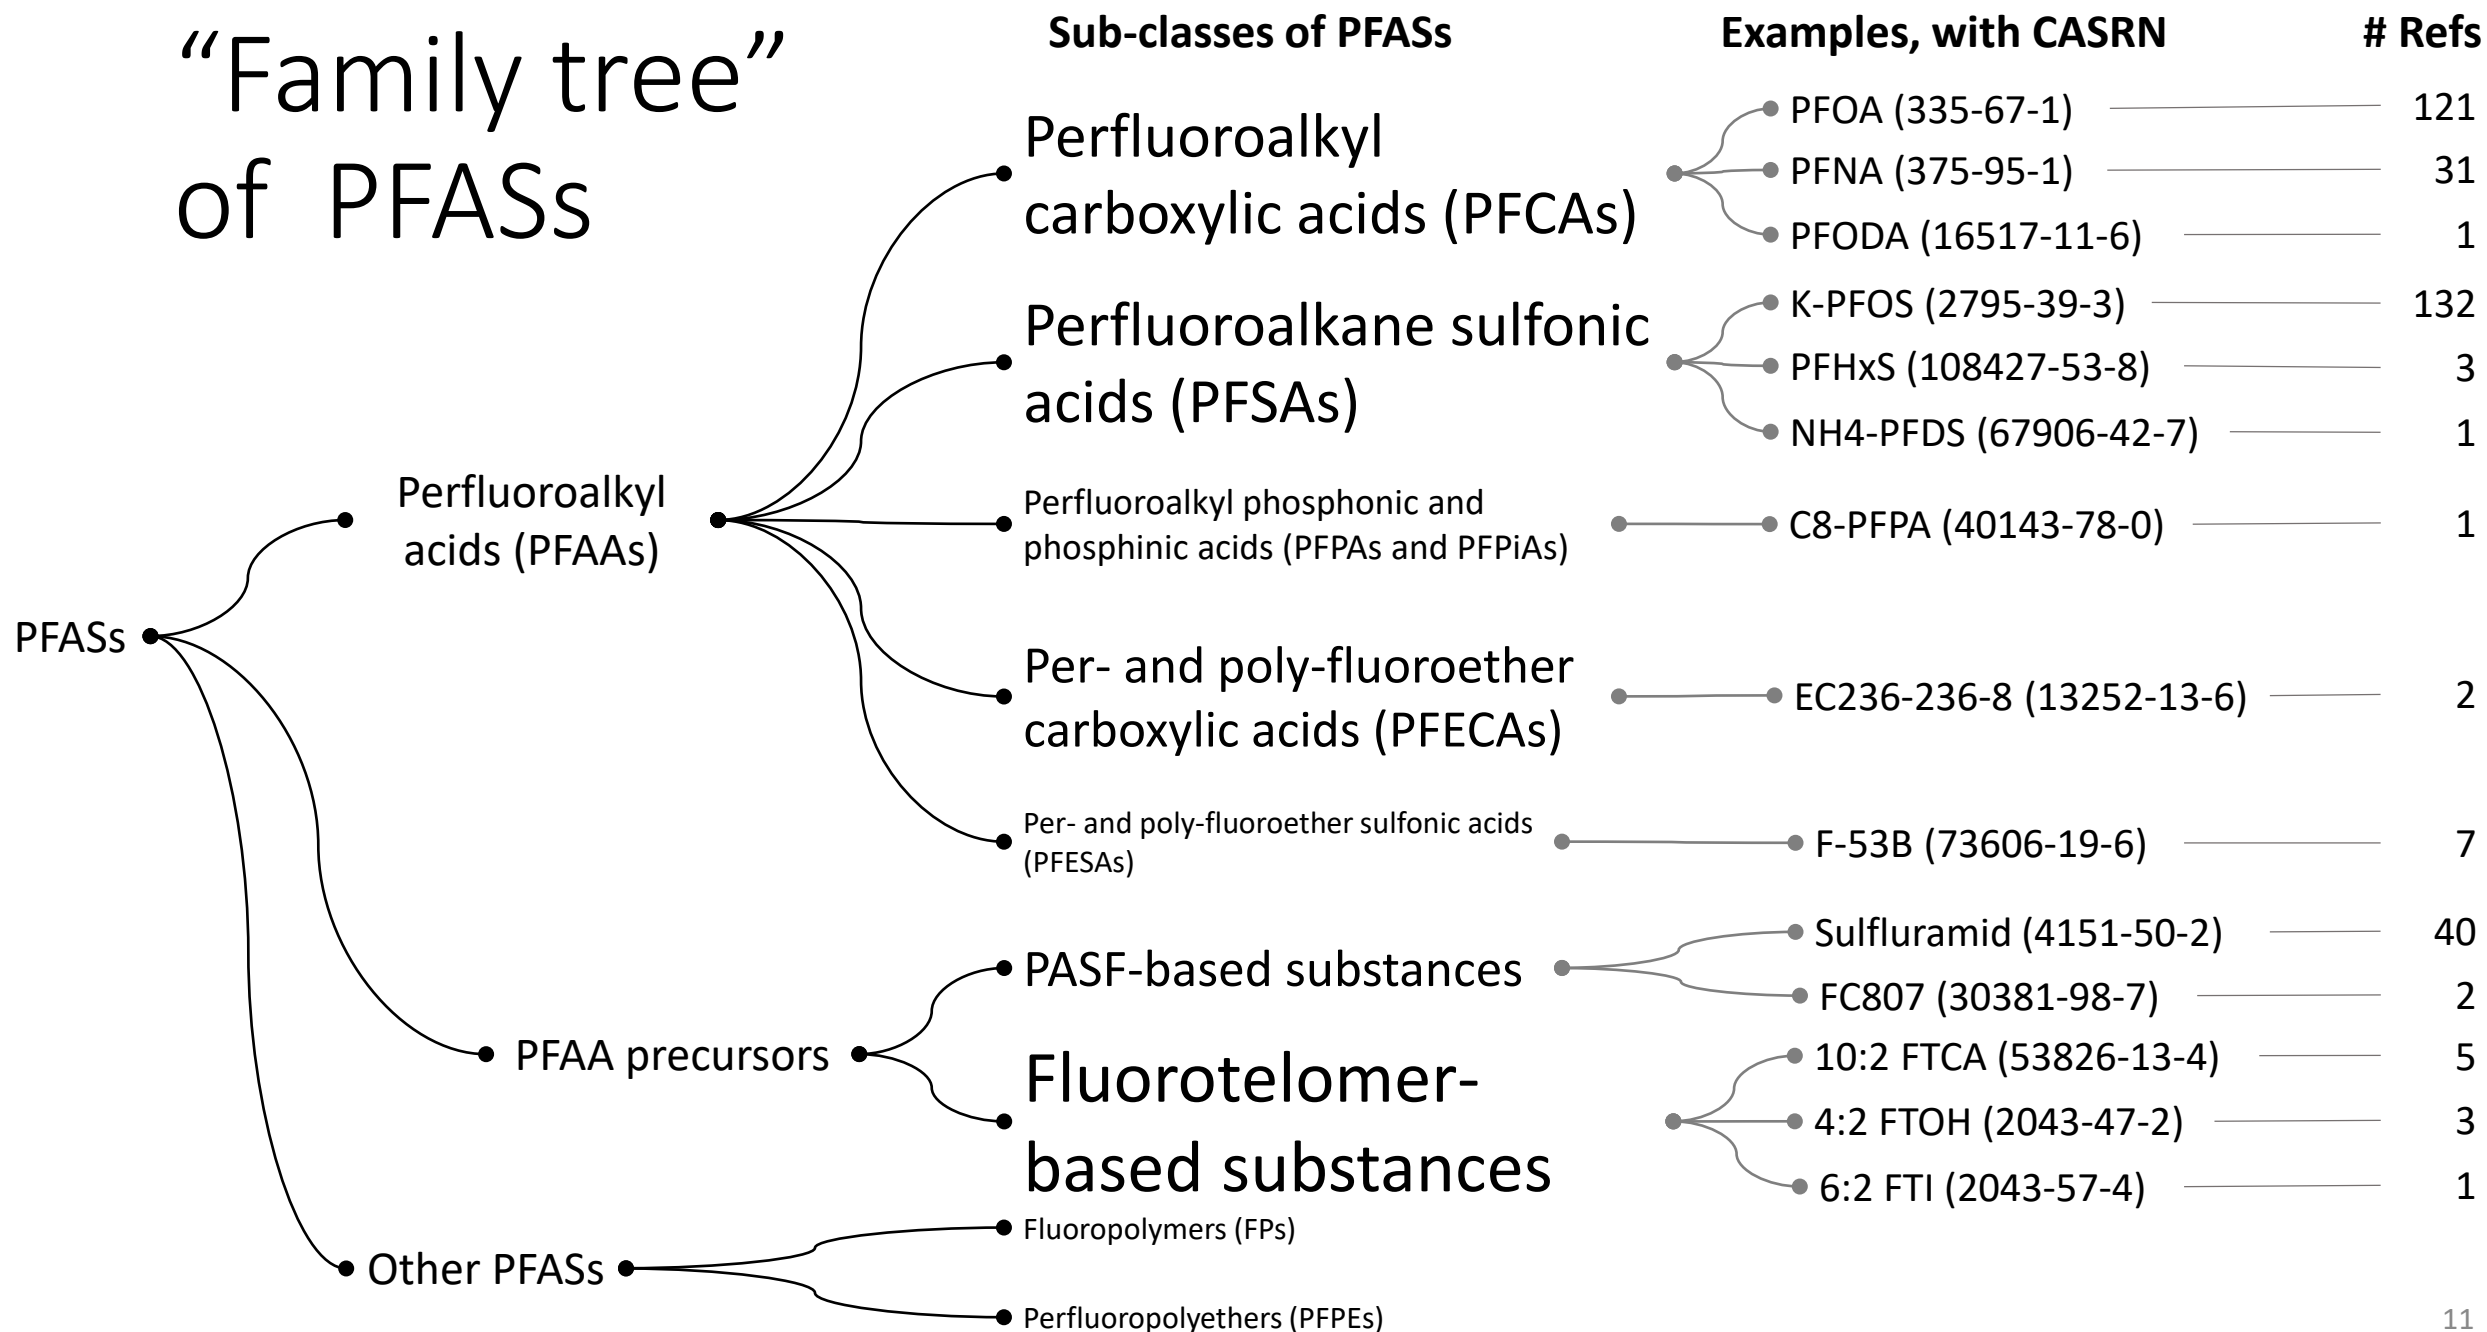 “Family tree”
of PFASs
Sub-classes of PFASs
Examples, with CASRN
# Refs
PFASs
Perfluoroalkyl
acids (PFAAs)
Perfluoroalkyl
carboxylic acids (PFCAs)
PFOA (335-67-1) 121
PFNA (375-95-1) 31
PFODA (16517-11-6) 1
Perfluoroalkane sulfonic
acids (PFSAs)
K-PFOS (2795-39-3) 132
PFHxS (108427-53-8) 3
NH4-PFDS (67906-42-7) 1
Perfluoroalkyl phosphonic and
phosphinic acids (PFPAs and PFPiAs)
C8-PFPA (40143-78-0) 1
Per- and poly-fluoroether
carboxylic acids (PFECAs)
EC236-236-8 (13252-13-6) 2
Per- and poly-fluoroether sulfonic acids
(PFESAs)
F-53B (73606-19-6) 7
PFAA precursors
PASF-based substances
Sulfluramid (4151-50-2) 40
FC807 (30381-98-7) 2
Fluorotelomer-
based substances
10:2 FTCA (53826-13-4) 5
4:2 FTOH (2043-47-2) 3
6:2 FTI (2043-57-4) 1
Other PFASs
Fluoropolymers (FPs)
Perfluoropolyethers (PFPEs)
11